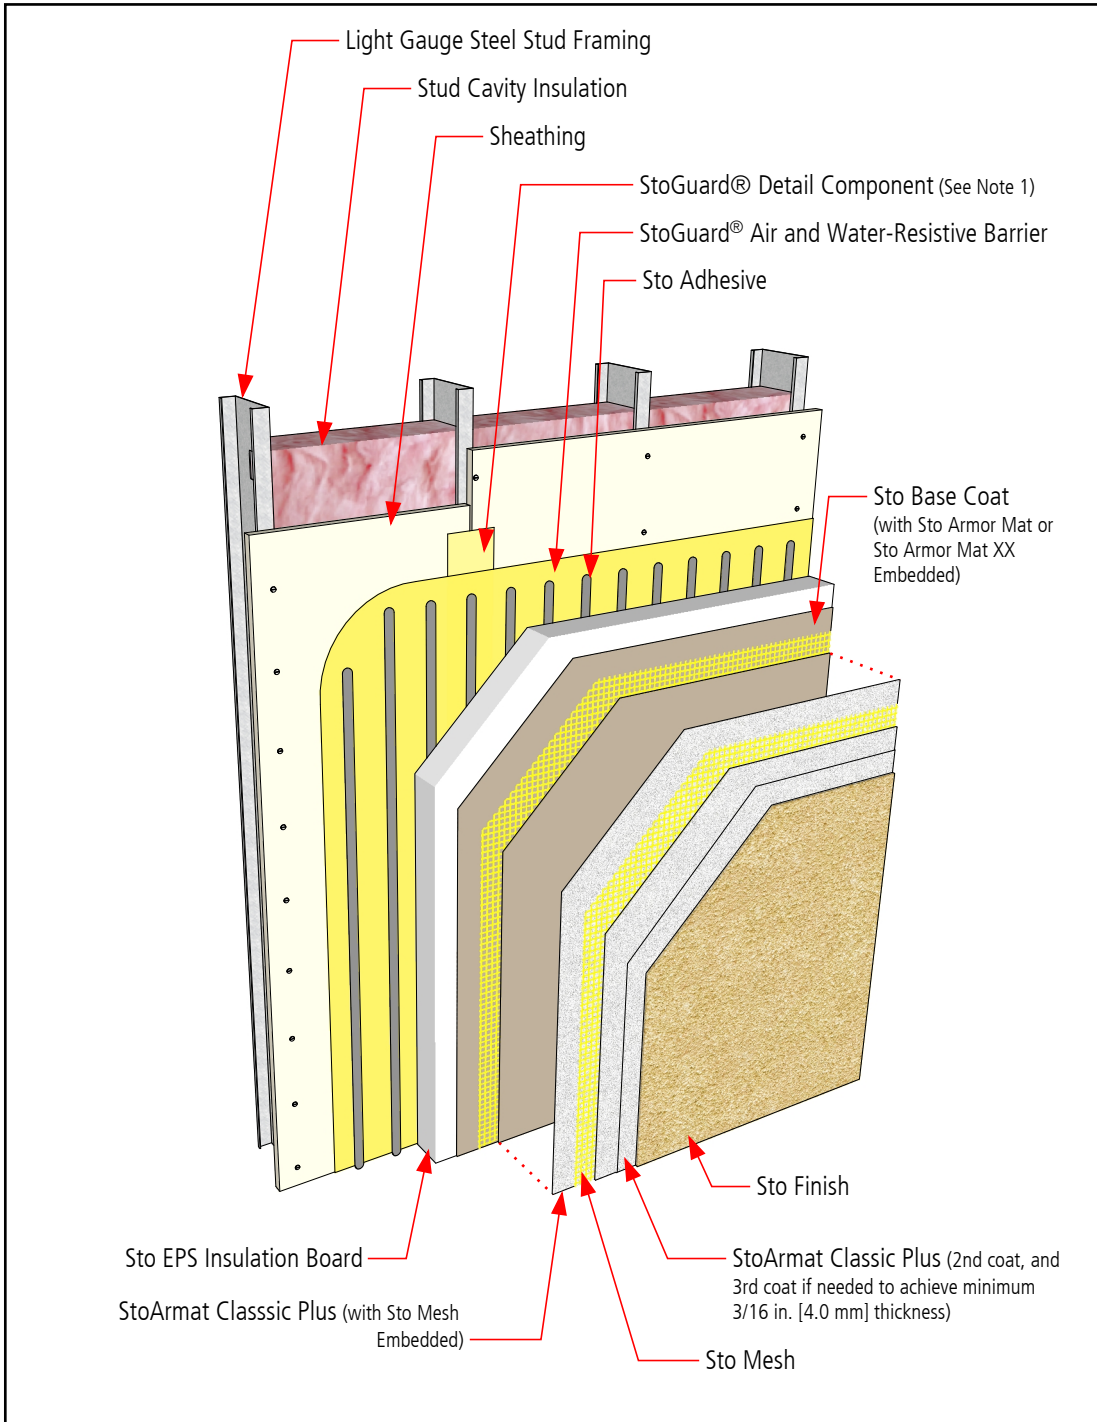 Light Gauge Steel Stud Framing
Stud Cavity Insulation
Sheathing
StoGuard® Detail Component (See Note 1)
StoGuard® Air and Water-Resistive Barrier
Sto Adhesive
Sto Base Coat
(with Sto Armor Mat or
Sto Armor Mat XX
Embedded)
Sto Finish
Sto EPS Insulation Board
StoArmat Classic Plus (2nd coat, and
3rd coat if needed to achieve minimum
3/16 in. [4.0 mm] thickness)
StoArmat Classsic Plus (with Sto Mesh
Embedded)
Sto Mesh